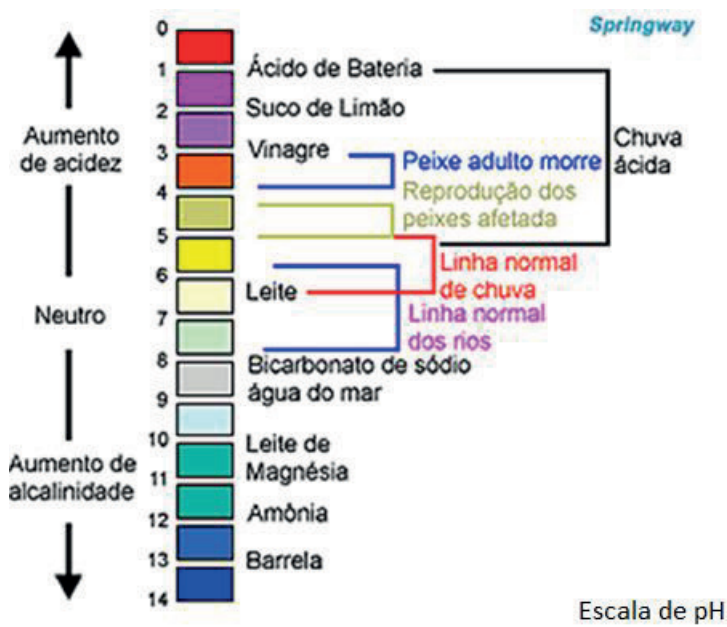 Springway
0
1
2
3
4
5
6
7
8
9
10
11
12
13
14
Aumento
de acidez
Neutro
Aumento de
alcalinidade
Ácido de Bateria
Suco de Limão
Vinagre
Peixe adulto morre
Reprodução dos
peixes afetada
Chuva
ácida
Linha normal
de chuva
Leite
Linha normal
dos rios
Bicarbonato de sódio
água do mar
Leite de
Magnésia
Amônia
Barrela
Escala de pH